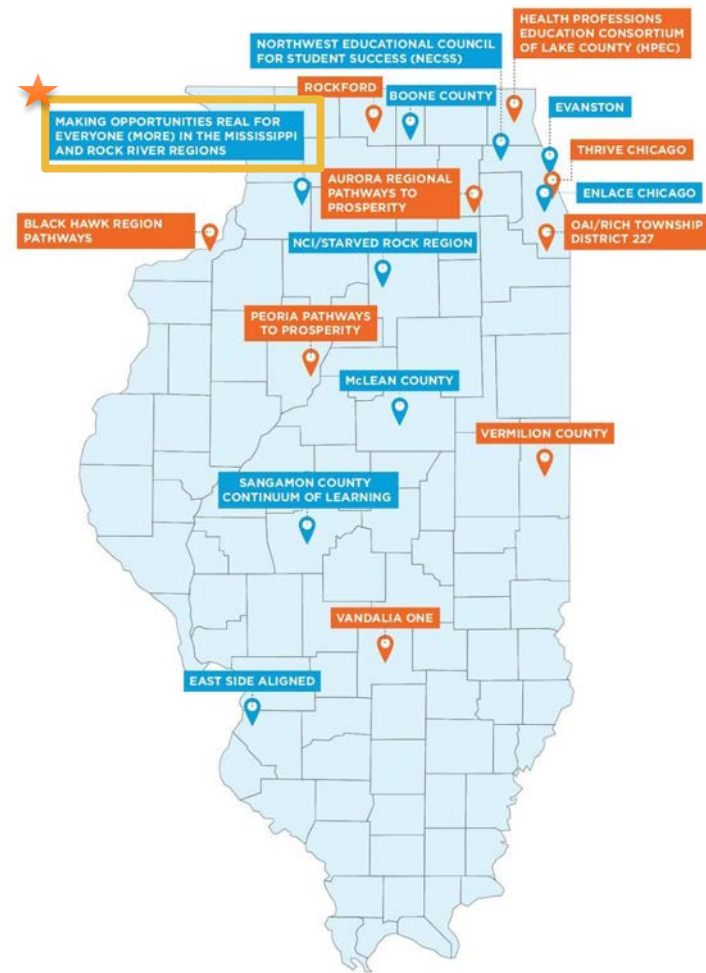 HEALTH PROFESSIONS
EDUCATION CONSORTIUM
OF LAKE COUNTY (HPEC)
NORTHWEST EDUCATIONAL COUNCIL
FOR STUDENT SUCCESS (NECSS)
ROCKFORD
BOONE COUNTY
EVANSTON
MAKING OPPORTUNITIES REAL FOR
EVERYONE (MORE) IN THE MISSISSIPPI
AND ROCK RIVER REGIONS
THRIVE CHICAGO
AURORA REGIONAL
PATHWAYS TO
PROSPERITY
ENLACE CHICAGO
BLACK HAWK REGION
PATHWAYS
OAI/RICH TOWNSHIP
DISTRICT 227
NCI/STARVED ROCK REGION
PEORIA PATHWAYS
TO PROSPERITY
McLEAN COUNTY
VERMILION COUNTY
SANGAMON COUNTY
CONTINUUM OF LEARNING
VANDALIA ONE
EAST SIDE ALIGNED